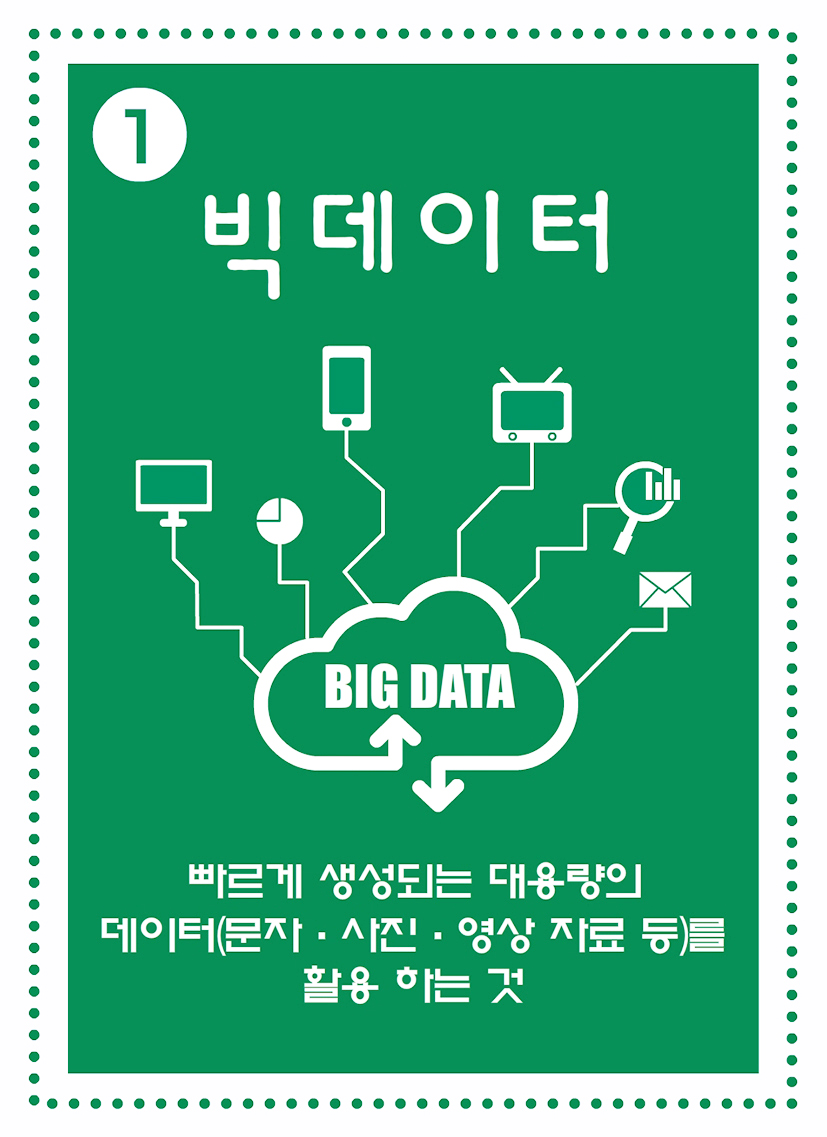 1
빅데이터
BIG DATA
빠르게 생성되는 대용량의
데이터(문자 · 사진 · 영상 자료 등)를
활용 하는 것